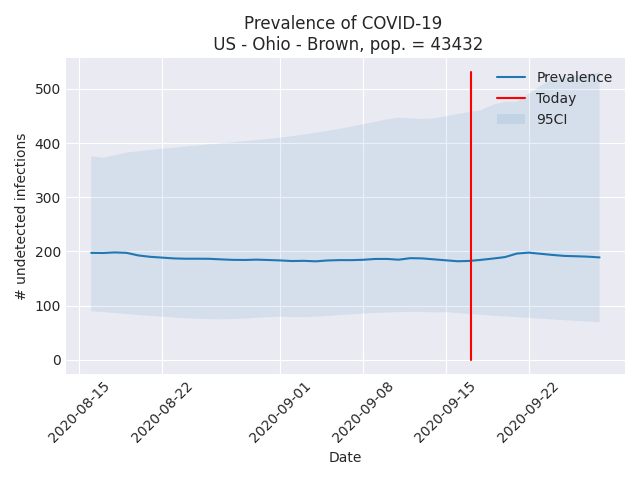 Prevalence of COVID-19
US - Ohio - Brown, pop. = 43432
# undetected infections
500
400
300
200
100
0
Prevalence
Today
95CI
2020-08-15
2020-08-22
2020-09-01
2020-09-08
2020-09-15
2020-09-22
Date